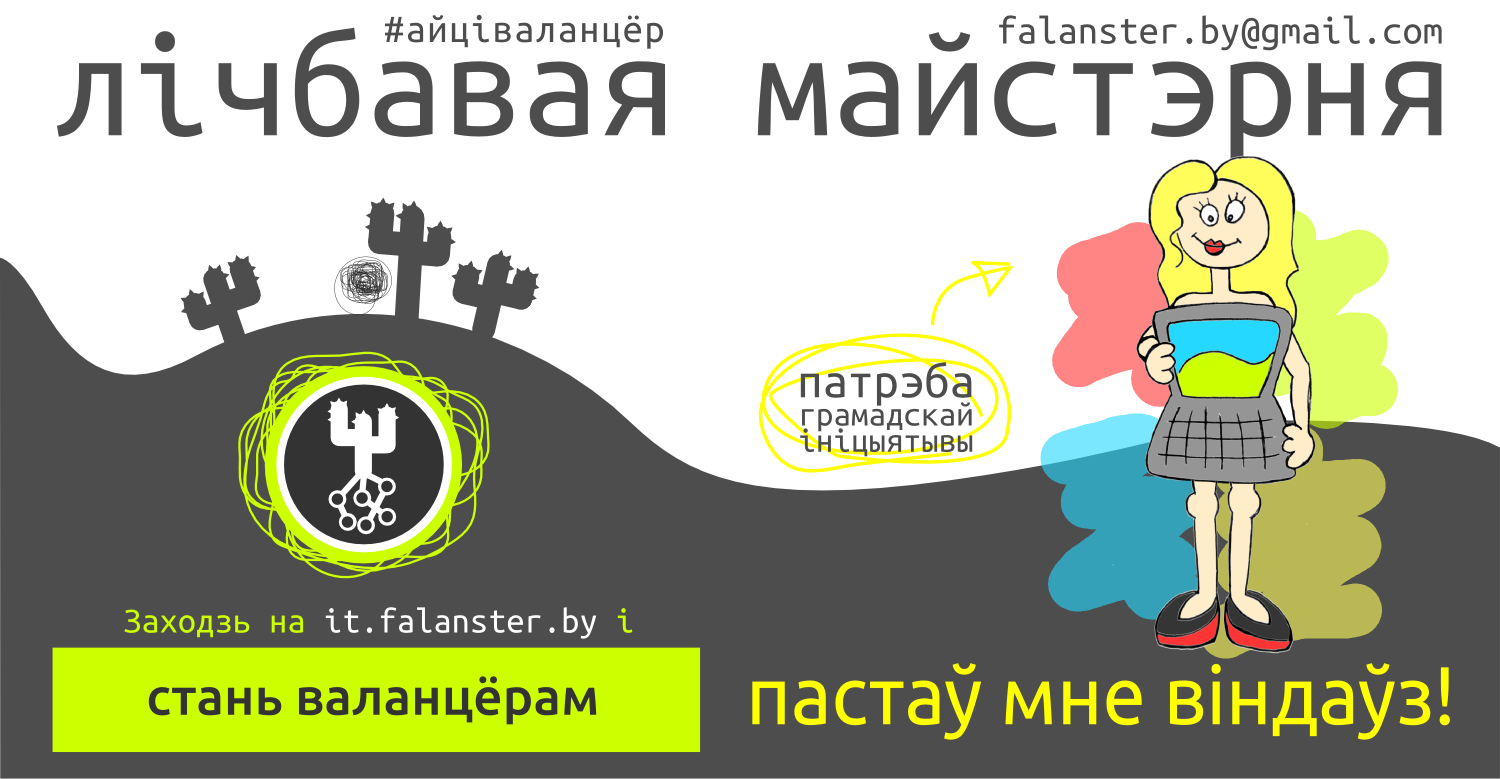 #айціваланцёр
falanster.by@gmail.com
лічбавая майстэрня
патрэба
грамадскай
ініцыятывы
Заходзь на it.falanster.by і
стань валанцёрам
пастаў мне віндаўз!